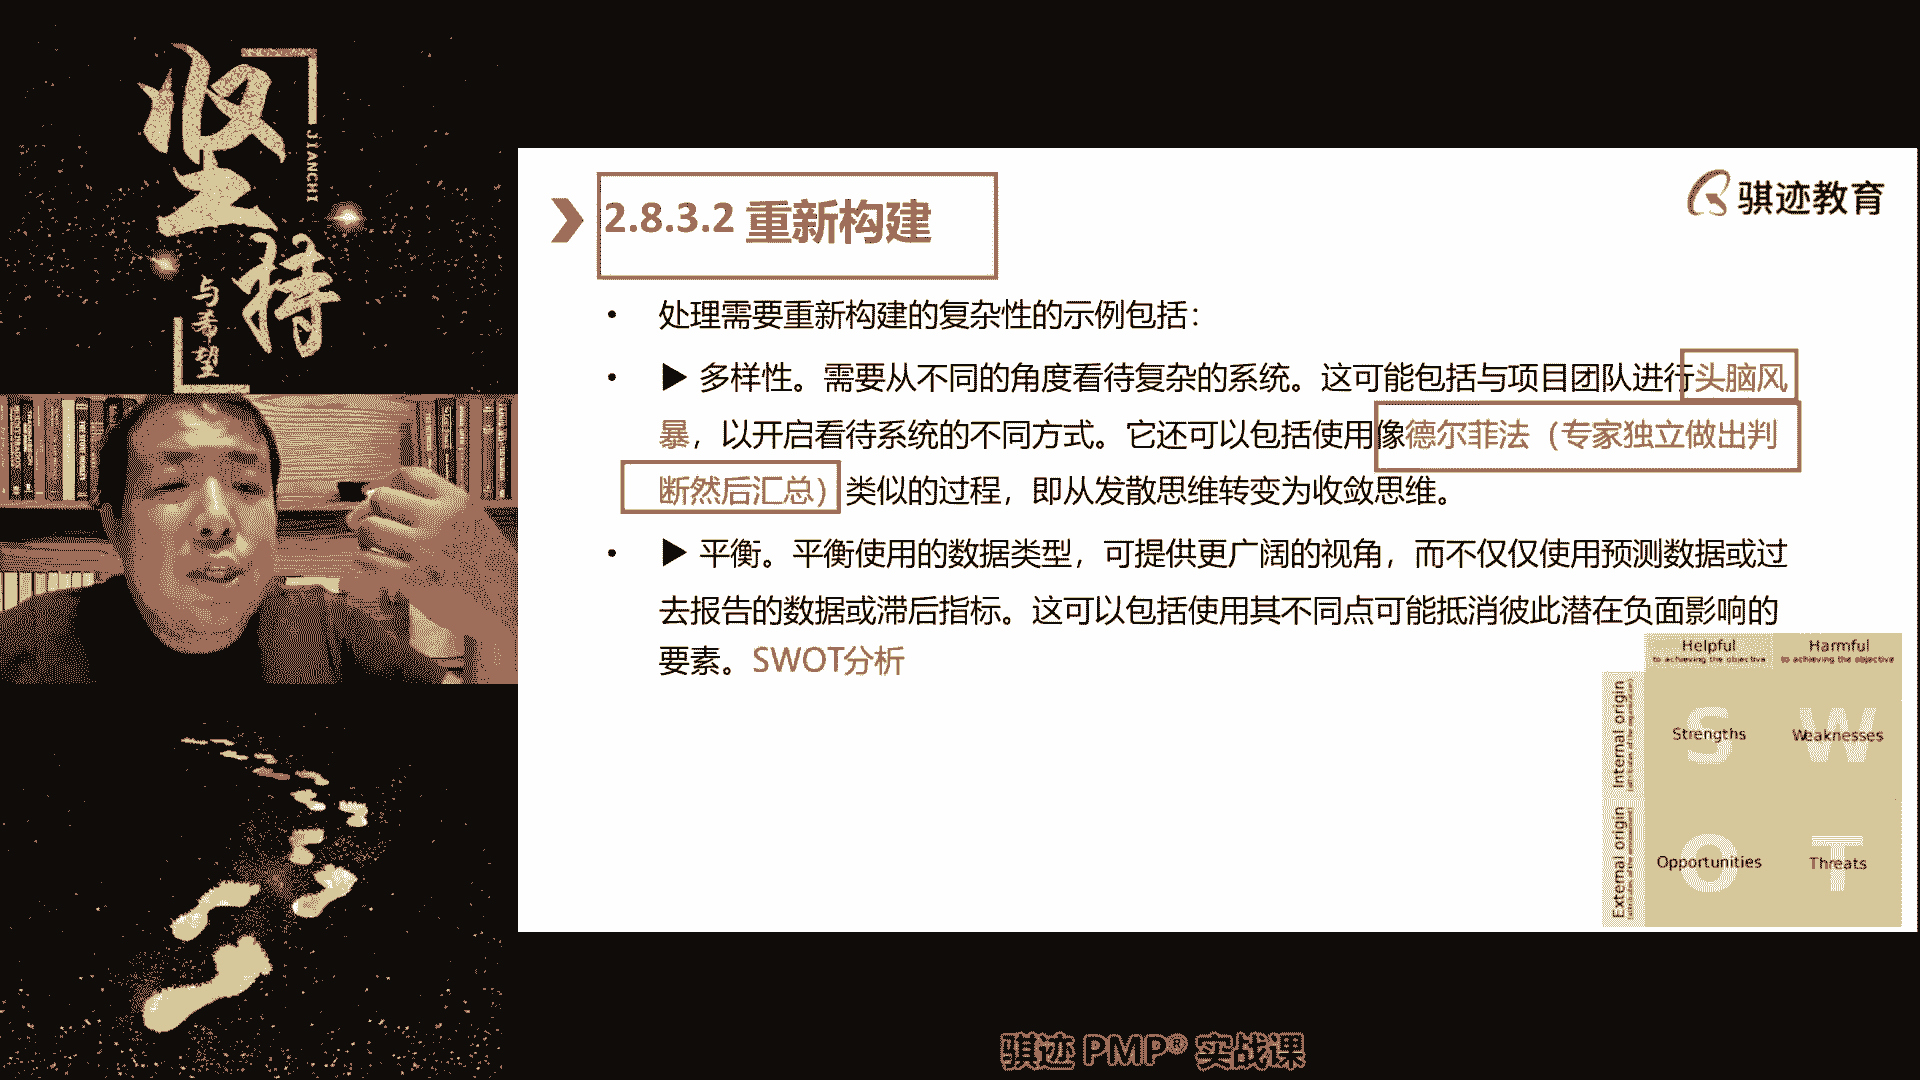 坚持
JIANCHI
与希望
2.8.3.2 重新构建
骐迹教育
• 处理需要重新构建的复杂性的示例包括：
• ▶ 多样性。需要从不同的角度看待复杂的系统。这可能包括与项目团队进行头脑风
暴，以开启看待系统的不同方式。它还可以包括使用像德尔菲法（专家独立做出判
断然后汇总）类似的过程，即从发散思维转变为收敛思维。
• ▶ 平衡。平衡使用的数据类型，可提供更广阔的视角，而不仅仅使用预测数据或过
去报告的数据或滞后指标。这可以包括使用其不同点可能抵消彼此潜在负面影响的
要素。SWOT分析
Helpful
to achieving the objective
Harmful
to achieving the objective
Internal origin
S
Strengths
W
Weaknesses
External origin
O
Opportunities
T
Threats
骐迹 PMP® 实战课